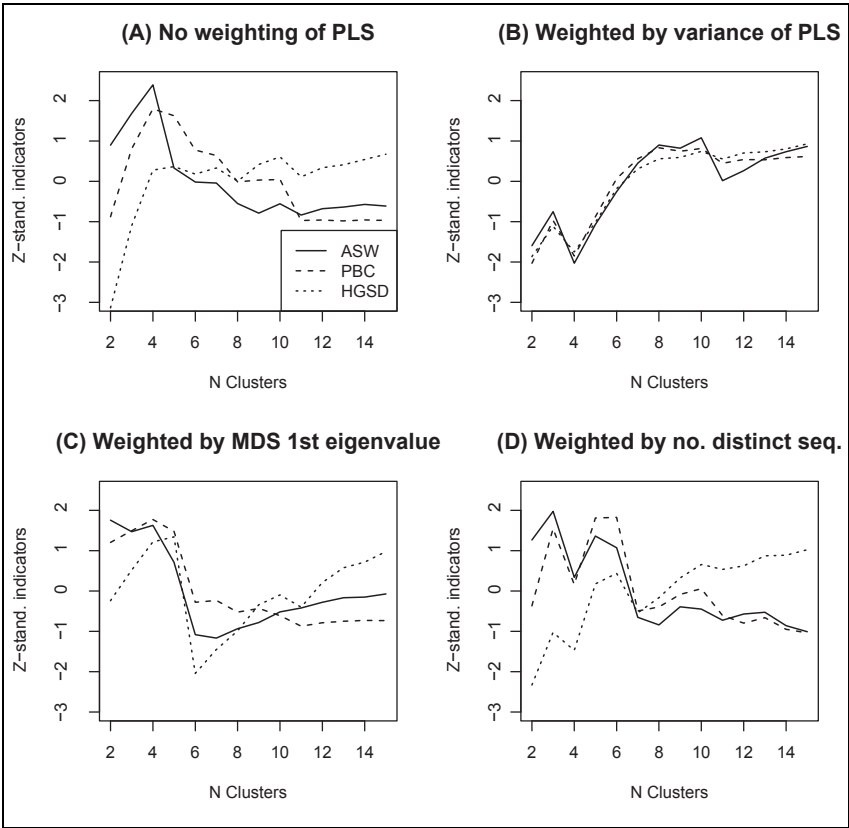 (A) No weighting of PLS
Z−stand. indicators
2
1
0
−1
−2
−3
ASW
PBC
HGSD
2 4 6 8 10 12 14
N Clusters
(B) Weighted by variance of PLS
Z−stand. indicators
2
1
0
−1
−2
−3
2 4 6 8 10 12 14
N Clusters
(C) Weighted by MDS 1st eigenvalue
Z−stand. indicators
2
1
0
−1
−2
−3
2 4 6 8 10 12 14
N Clusters
(D) Weighted by no. distinct seq.
Z−stand. indicators
2
1
0
−1
−2
−3
2 4 6 8 10 12 14
N Clusters